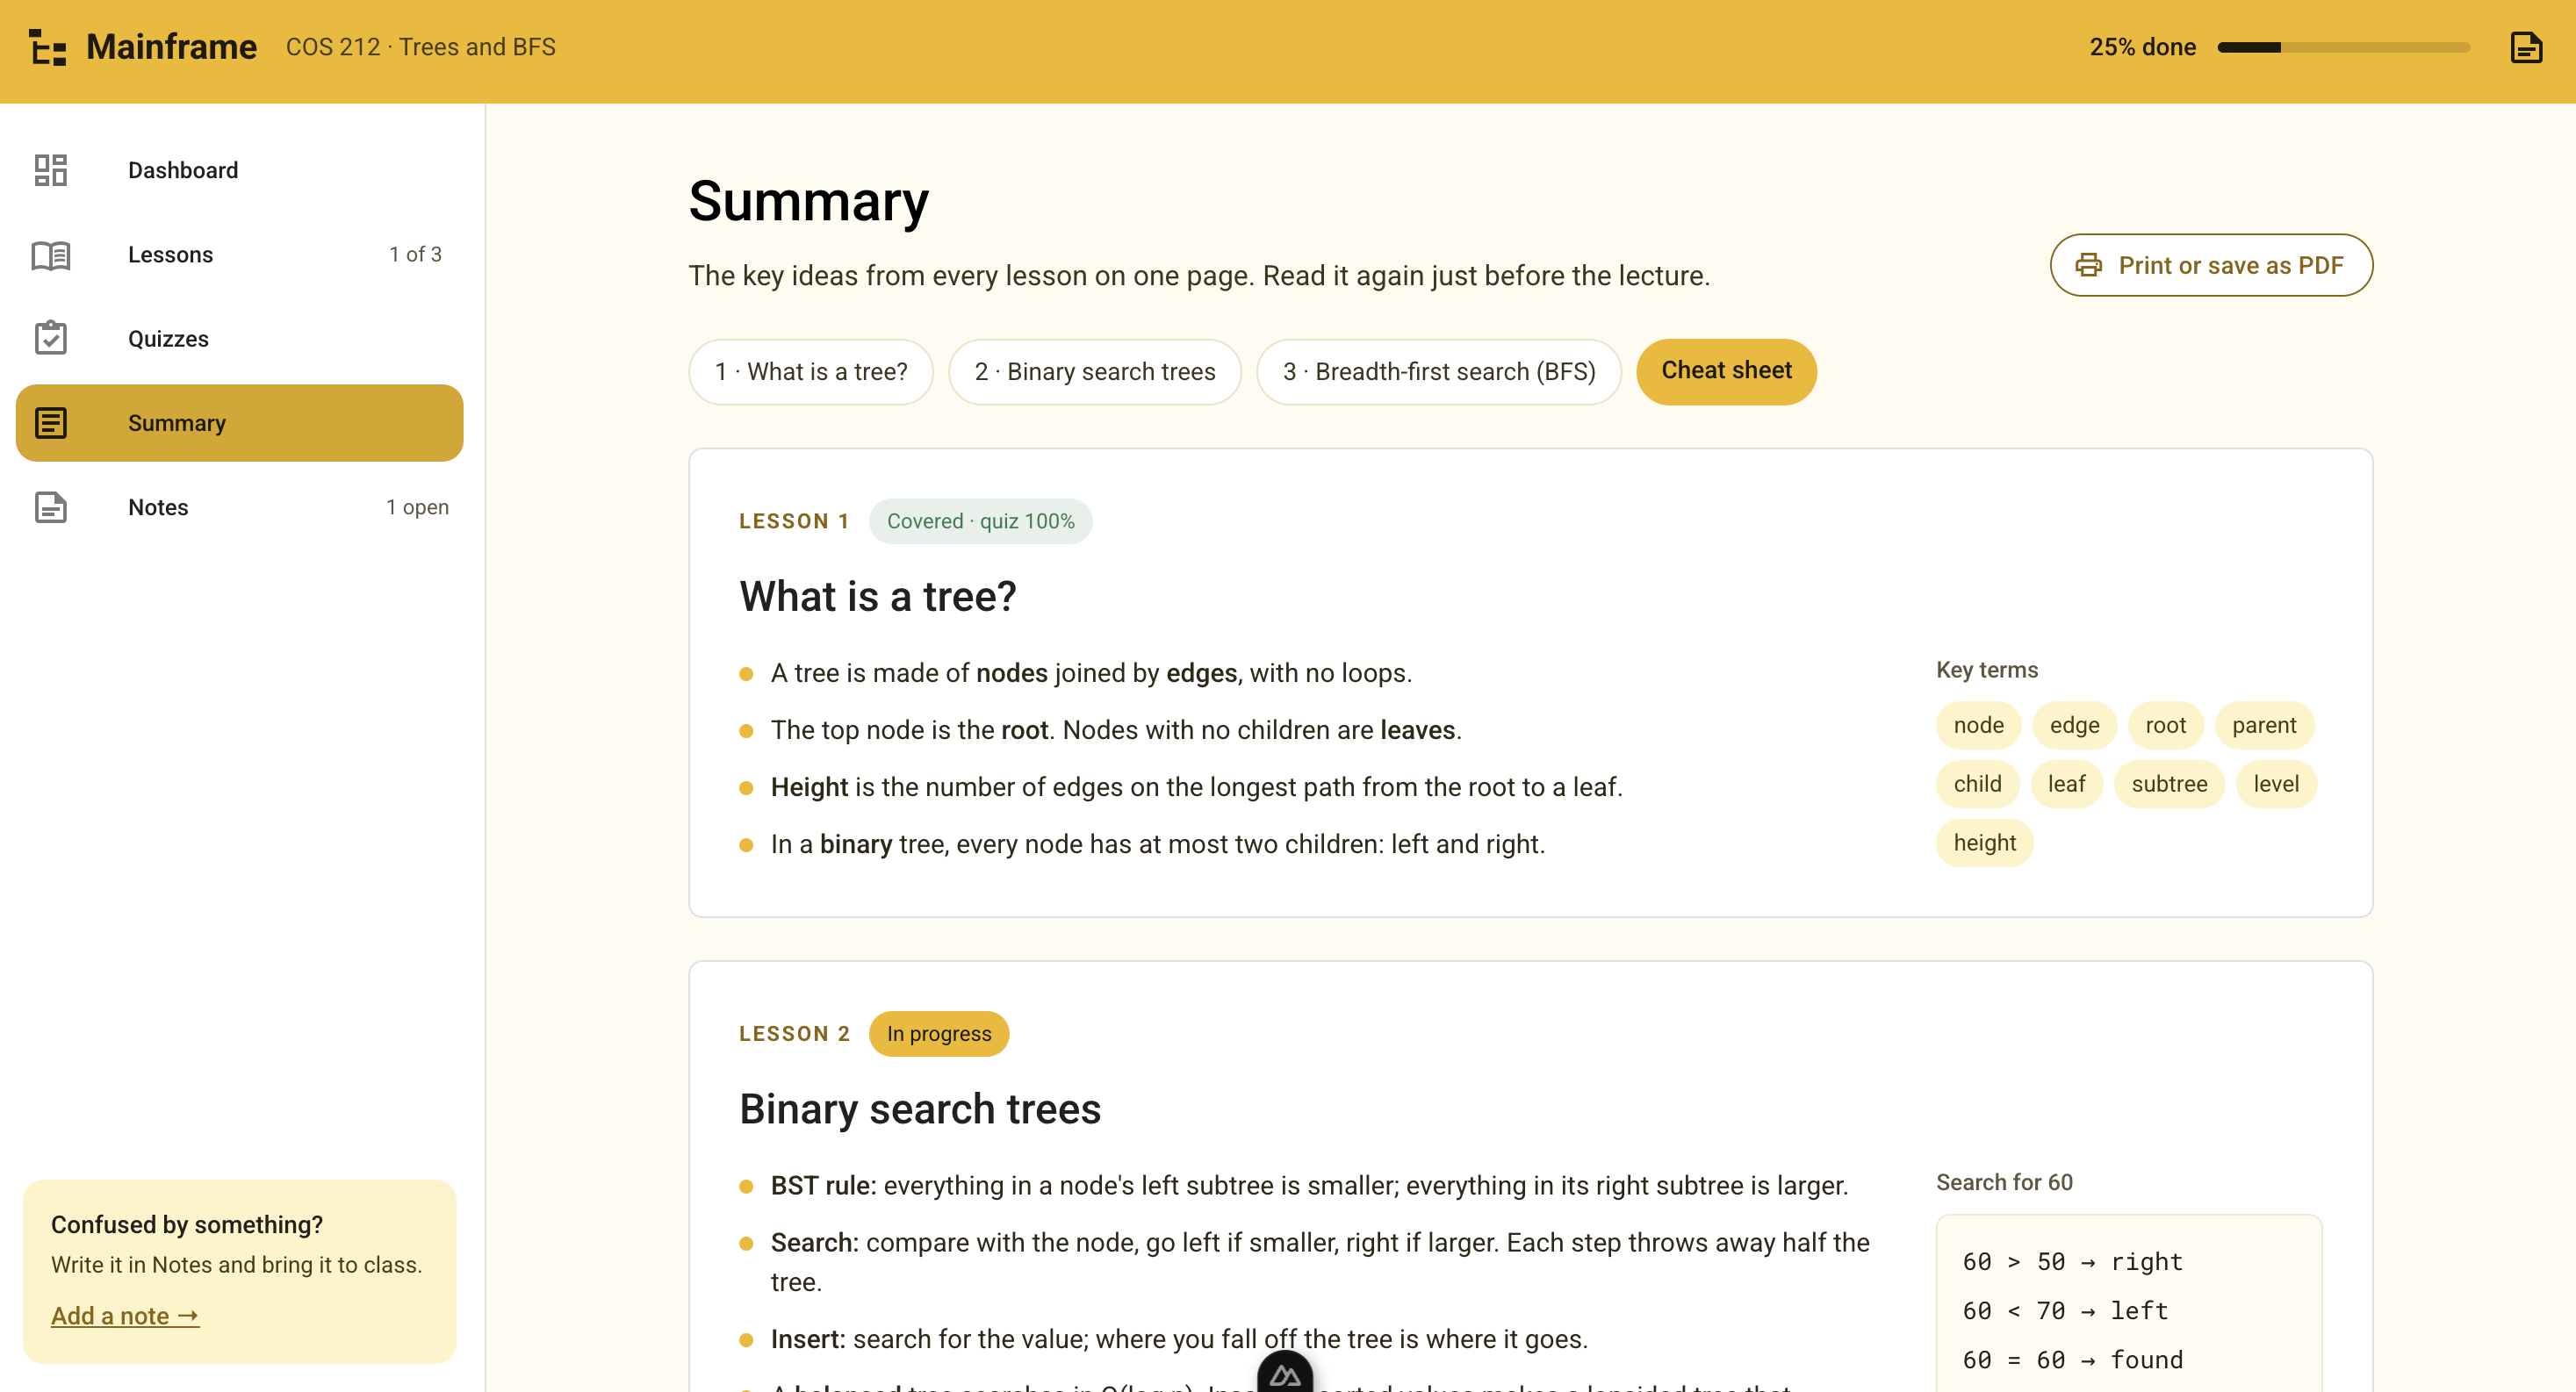 Mainframe COS 212 · Trees and BFS 25% done
Dashboard
Lessons 1 of 3
Quizzes
Summary
Notes 1 open
Confused by something?
Write it in Notes and bring it to class.
Add a note →
Summary
The key ideas from every lesson on one page. Read it again just before the lecture.
Print or save as PDF
1 · What is a tree? 2 · Binary search trees 3 · Breadth-first search (BFS) Cheat sheet
LESSON 1 Covered · quiz 100%
What is a tree?
A tree is made of nodes joined by edges, with no loops.
The top node is the root. Nodes with no children are leaves.
Height is the number of edges on the longest path from the root to a leaf.
In a binary tree, every node has at most two children: left and right.
Key terms
node edge root parent
child leaf subtree level
height
LESSON 2 In progress
Binary search trees
BST rule: everything in a node's left subtree is smaller; everything in its right subtree is larger.
Search: compare with the node, go left if smaller, right if larger. Each step throws away half the
tree.
Insert: search for the value; where you fall off the tree is where it goes.
A balanced tree searches in O(log n). values makes a lopsided tree that
Search for 60
60 > 50 → right
60 < 70 → left
60 = 60 → found